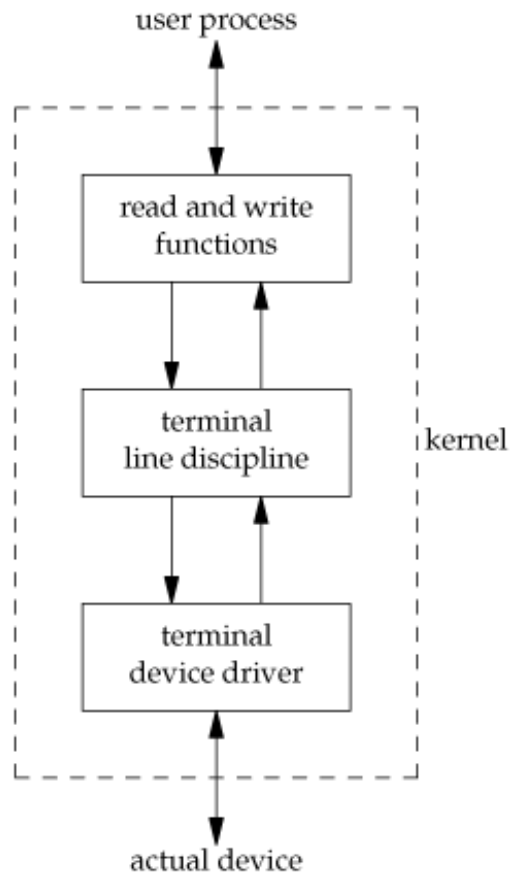 user process
read and write
functions
terminal
line discipline
kernel
terminal
device driver
actual device